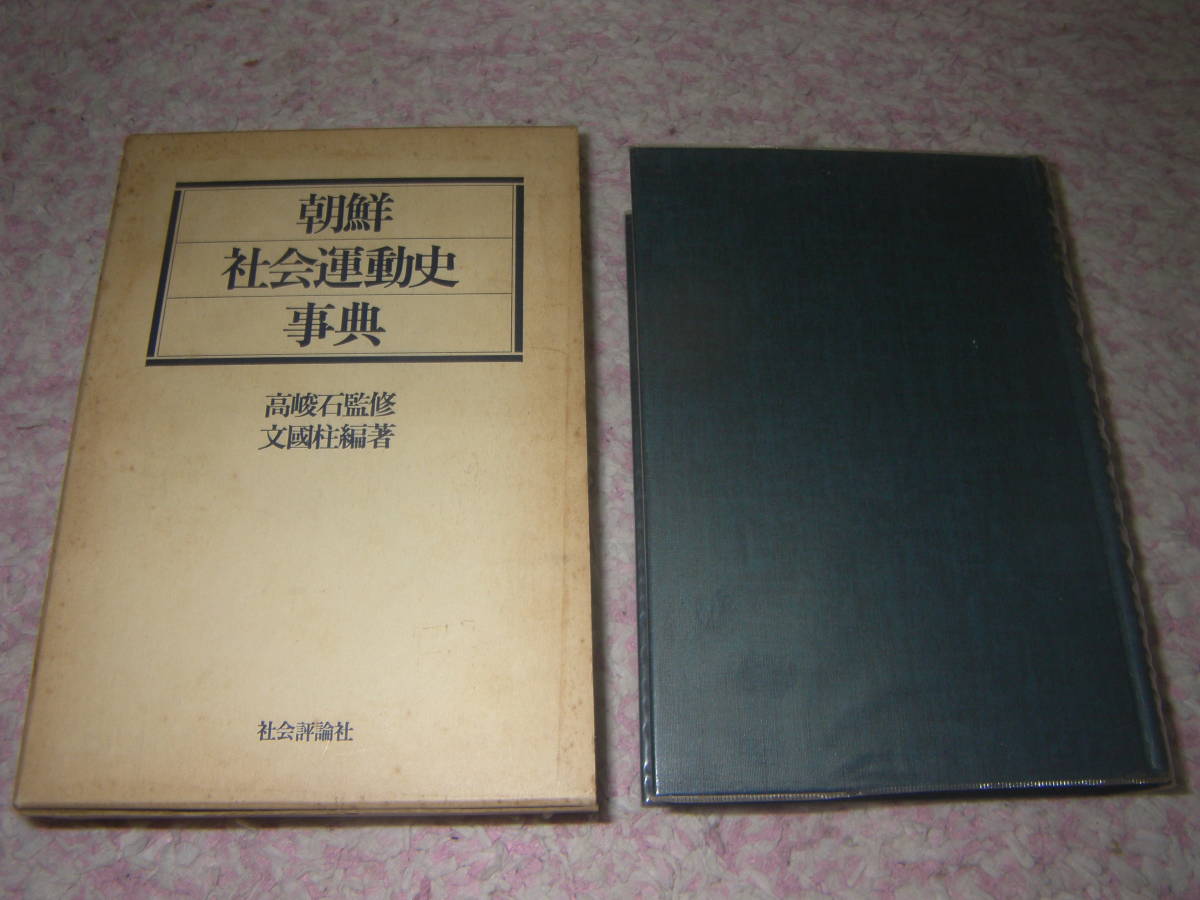 朝鮮
社会運動史
事典
高峻石監修
文國柱編著
社会評論社